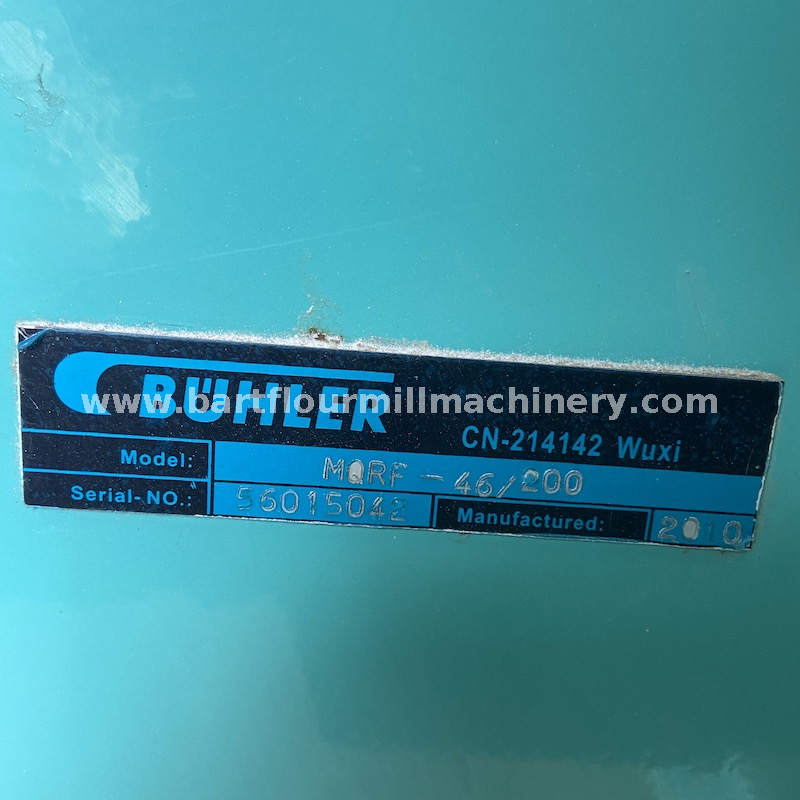 BÜHLER
www.bartflourmillmachinery.com
CN-214142 Wuxi
Model: MQRF-46/200
Serial-NO.: 56015042 Manufactured: 2010